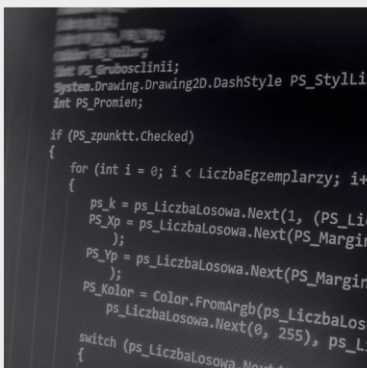 int PS_Grubosclinii;
System.Drawing.Drawing2D.DashStyle PS_StylLi
int PS_Promien;
if (PS_zpunktt.Checked)
{
for (int i = 0; i < LiczbaEgzemplarzy; i+
{
ps_k = ps_LiczbaLosowa.Next(1, (PS_Li
PS_Xp = ps_LiczbaLosowa.Next(PS_Margin
);
PS_Yp = ps_LiczbaLosowa.Next(PS_Margin
);
PS_Kolor = Color.FromArgb(ps_LiczbaLos
ps_LiczbaLosowa.Next(0, 255), ps_Li
switch (ps_LiczbaLosowa.Next
{